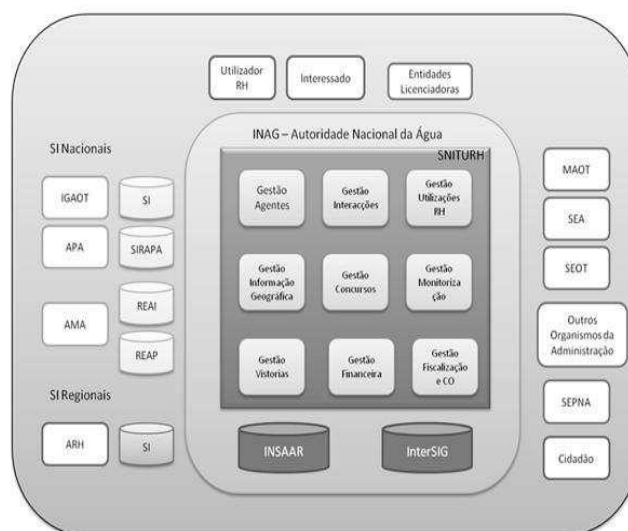 Utilizador
RH
Interessado
Entidades
Licenciadoras
INAG – Autoridade Nacional da Água
SNITURH
SI Nacionais
IGAOT
SI
APA
SIRAPA
AMA
REAI
REAP
SI Regionais
ARH
SI
Gestão
Agentes
Gestão
Interacções
Gestão
Utilizações
RH
Gestão
Informação
Geográfica
Gestão
Concursos
Gestão
Monitoriza
ção
Gestão
Vistorias
Gestão
Financeira
Gestão
Fiscalização
e CO
INSAAR
InterSIG
MAOT
SEA
SEOT
Outros
Organismos da
Administração
SEPNA
Cidadão